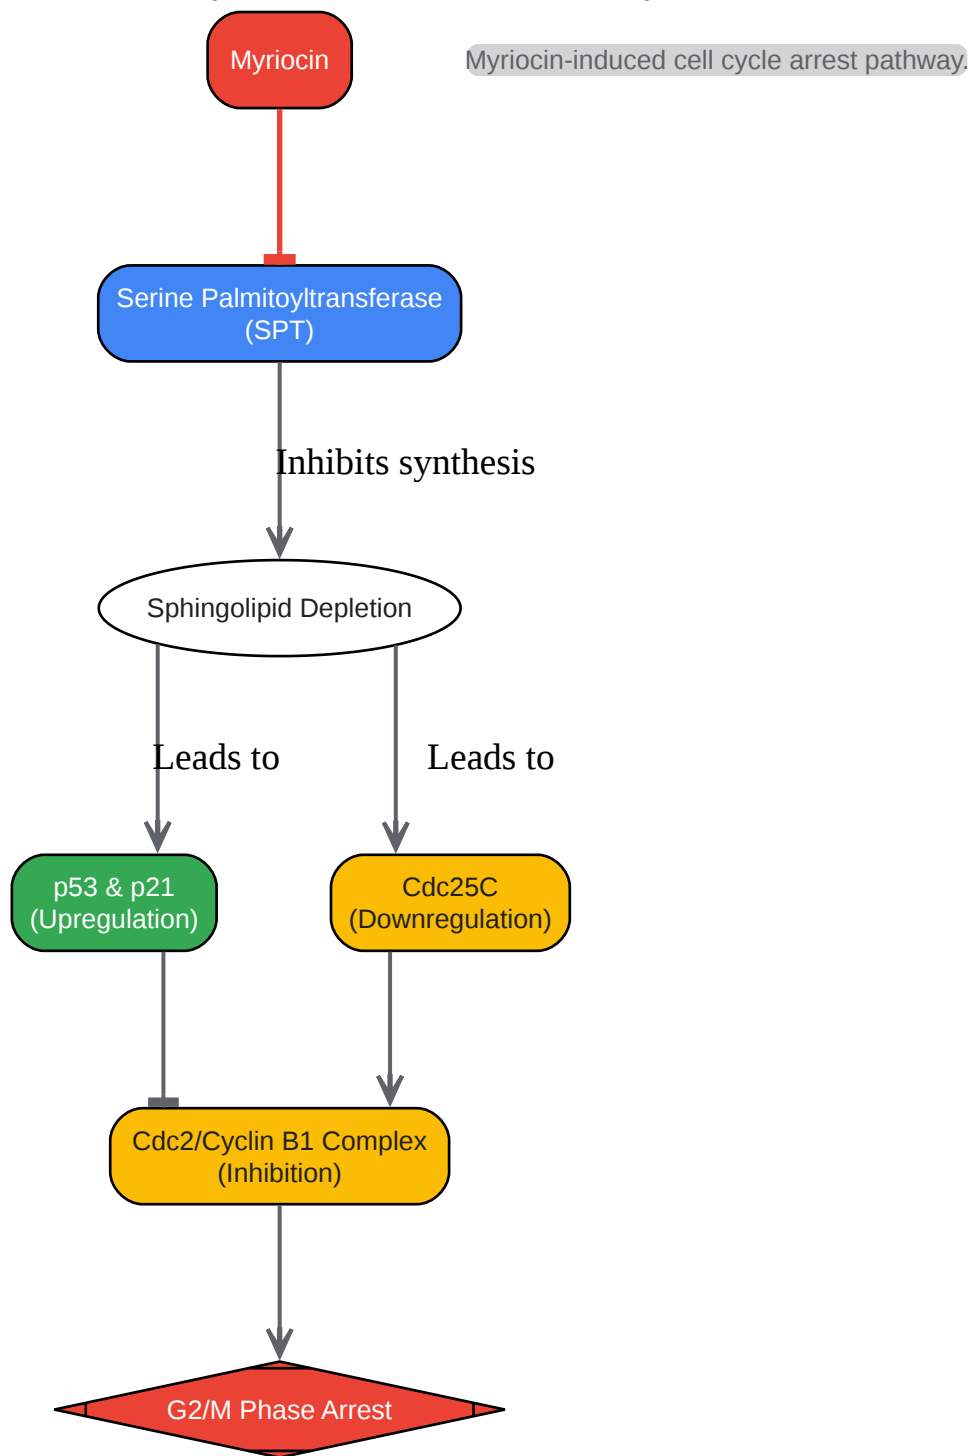 Myriocin
Myriocin-induced cell cycle arrest pathway.
Serine Palmitoyltransferase
(SPT)
Inhibits synthesis
Sphingolipid Depletion
Leads to
Leads to
p53 & p21
(Upregulation)
Cdc25C
(Downregulation)
Cdc2/Cyclin B1 Complex
(Inhibition)
G2/M Phase Arrest